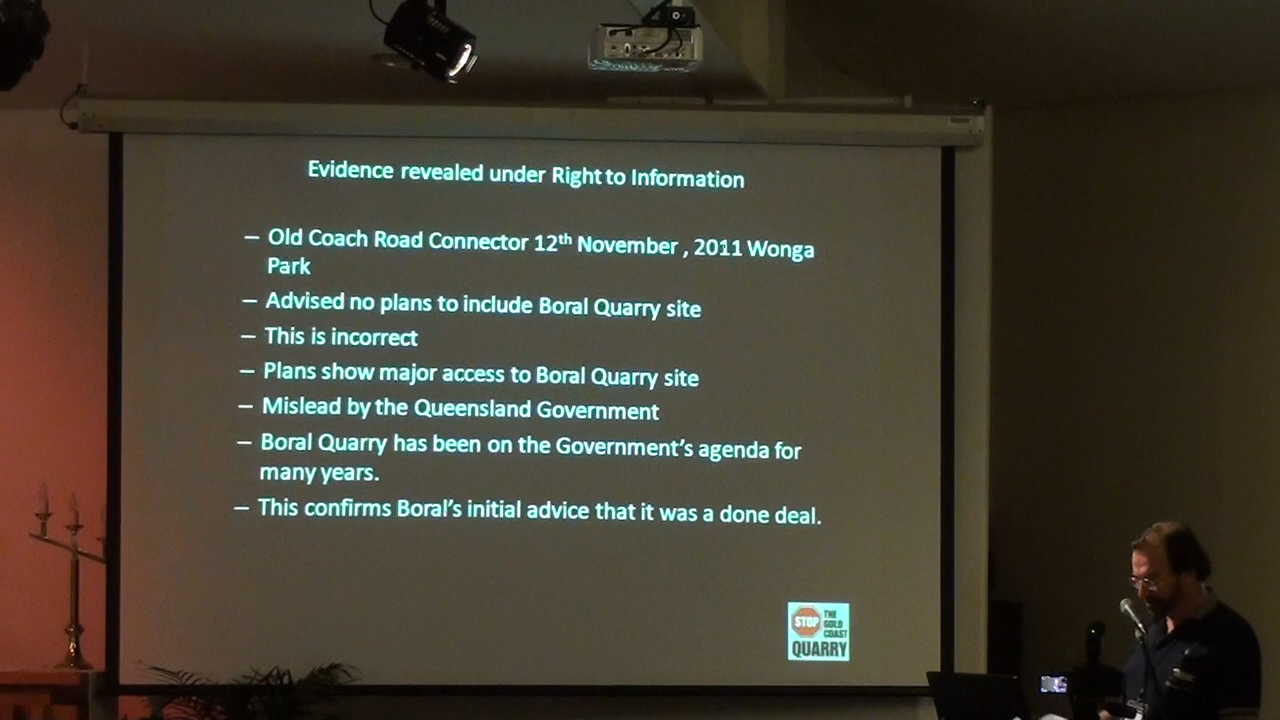 Evidence revealed under Right to Information
– Old Coach Road Connector 12th November , 2011 Wonga
Park
– Advised no plans to include Boral Quarry site
– This is incorrect
– Plans show major access to Boral Quarry site
– Mislead by the Queensland Government
– Boral Quarry has been on the Government's agenda for
many years.
– This confirms Boral's initial advice that it was a done deal.
STOP THE
GOLD
COAST
QUARRY